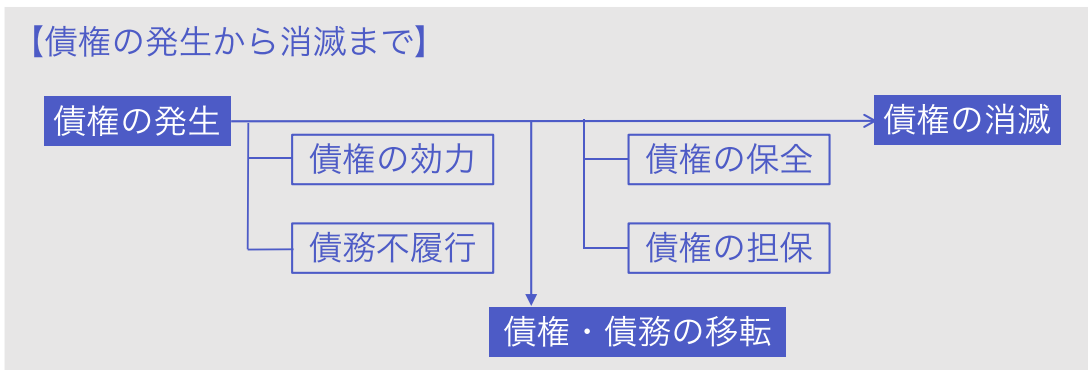 【債権の発生から消滅まで】
債権の発生
債権の消滅
債権の効力
債権の保全
債務不履行
債権の担保
債権・債務の移転